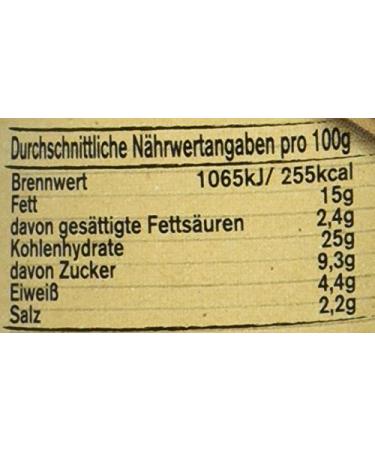 Durchschnittliche Nährwertangaben pro 100g
Brennwert 1065kJ/ 255kcal
Fett 15g
davon gesättigte Fettsäuren 2,4g
Kohlenhydrate 25g
davon Zucker 9,3g
Eiweiß 4,4g
Salz 2,2g